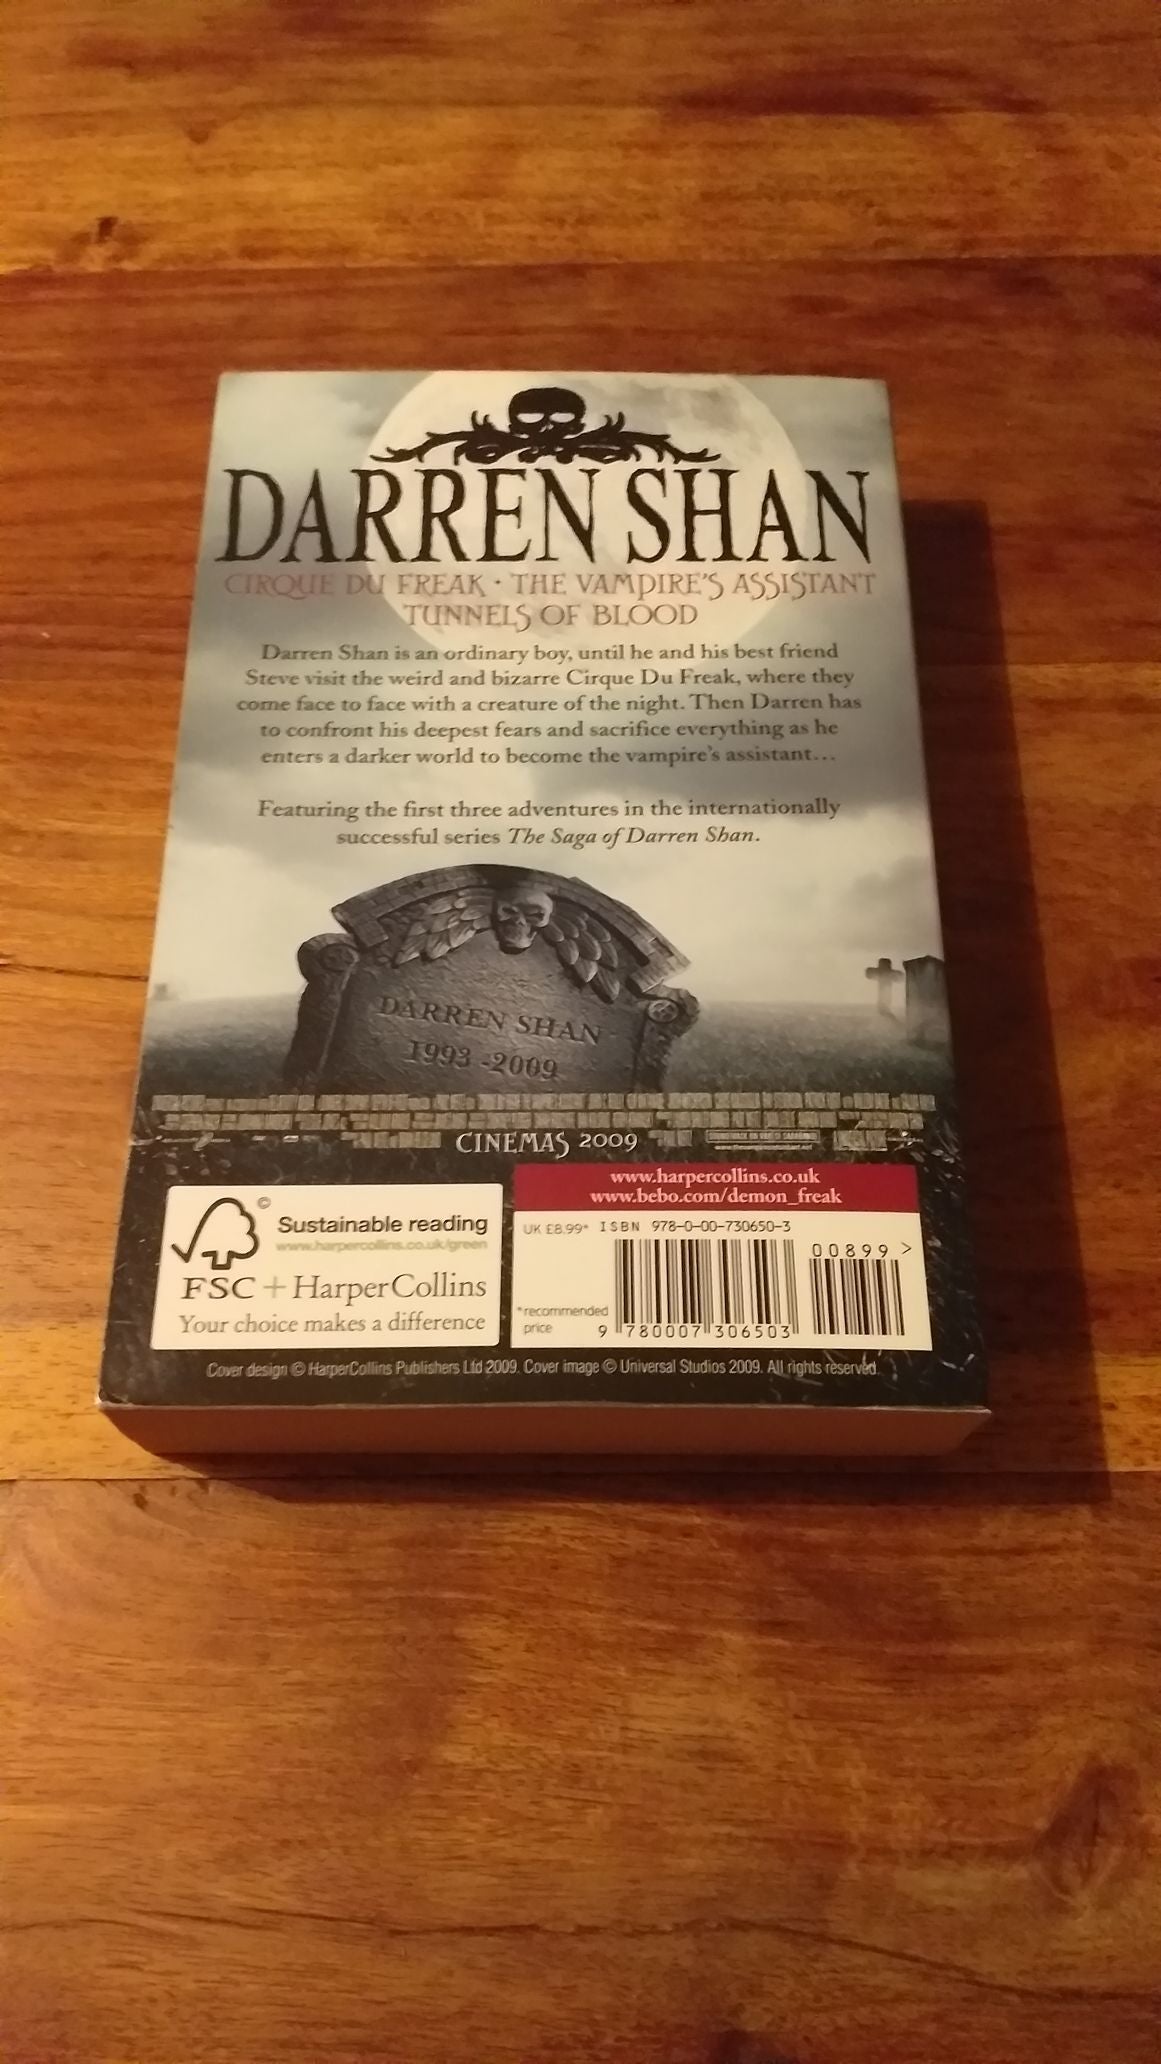 DARREN SHAN
CIRQUE DU FREAK • THE VAMPIRE'S ASSISTANT
TUNNELS OF BLOOD
Darren Shan is an ordinary boy, until he and his best friend
Steve visit the weird and bizarre Cirque Du Freak, where they
come face to face with a creature of the night. Then Darren has
to confront his deepest fears and sacrifice everything as he
enters a darker world to become the vampire's assistant...
Featuring the first three adventures in the internationally
successful series The Saga of Darren Shan.
DARREN SHAN
1993 -2009
CINEMAS 2009
©
Sustainable reading
www.harpercollins.co.uk/green
FSC + HarperCollins
Your choice makes a difference
www.harpercollins.co.uk
www.bebo.com/demon_freak
UK £8.99* ISBN 978-0-00-730650-3
00899 >
*recommended
price
9 780007 306503
Cover design © HarperCollins Publishers Ltd 2009. Cover image © Universal Studios 2009. All rights reserved.